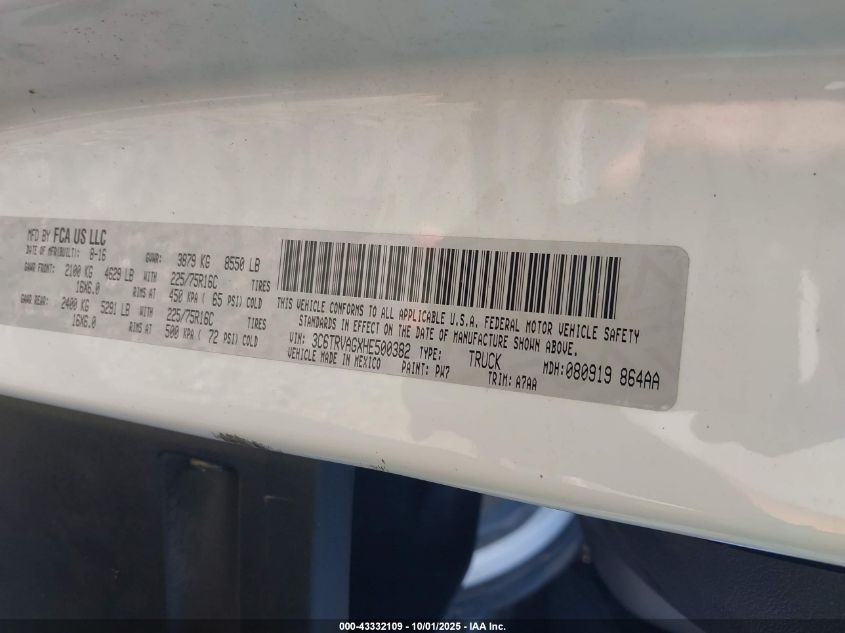 MFD BY FCA US LLC
DATE OF MFR(BUILT): 8-16 GVWR: 3879 KG 8550 LB
GAWR FRONT: 2100 KG 4629 LB WITH 225/75R16C TIRES
16X6.0 RIMS AT 450 KPA ( 65 PSI) COLD
GAWR REAR: 2400 KG 5291 LB WITH 225/75R16C TIRES
16X6.0 RIMS AT 500 KPA ( 72 PSI) COLD
THIS VEHICLE CONFORMS TO ALL APPLICABLE U.S.A. FEDERAL MOTOR VEHICLE SAFETY
STANDARDS IN EFFECT ON THE DATE OF MANUFACTURE SHOWN ABOVE.
VIN: 3C6TRVAGXHE500382 TYPE: TRUCK MDH:080919 864AA
VEHICLE MADE IN MEXICO PAINT: PW7 TRIM: A7AA
000-43332109 - 10/01/2025 - IAA Inc.